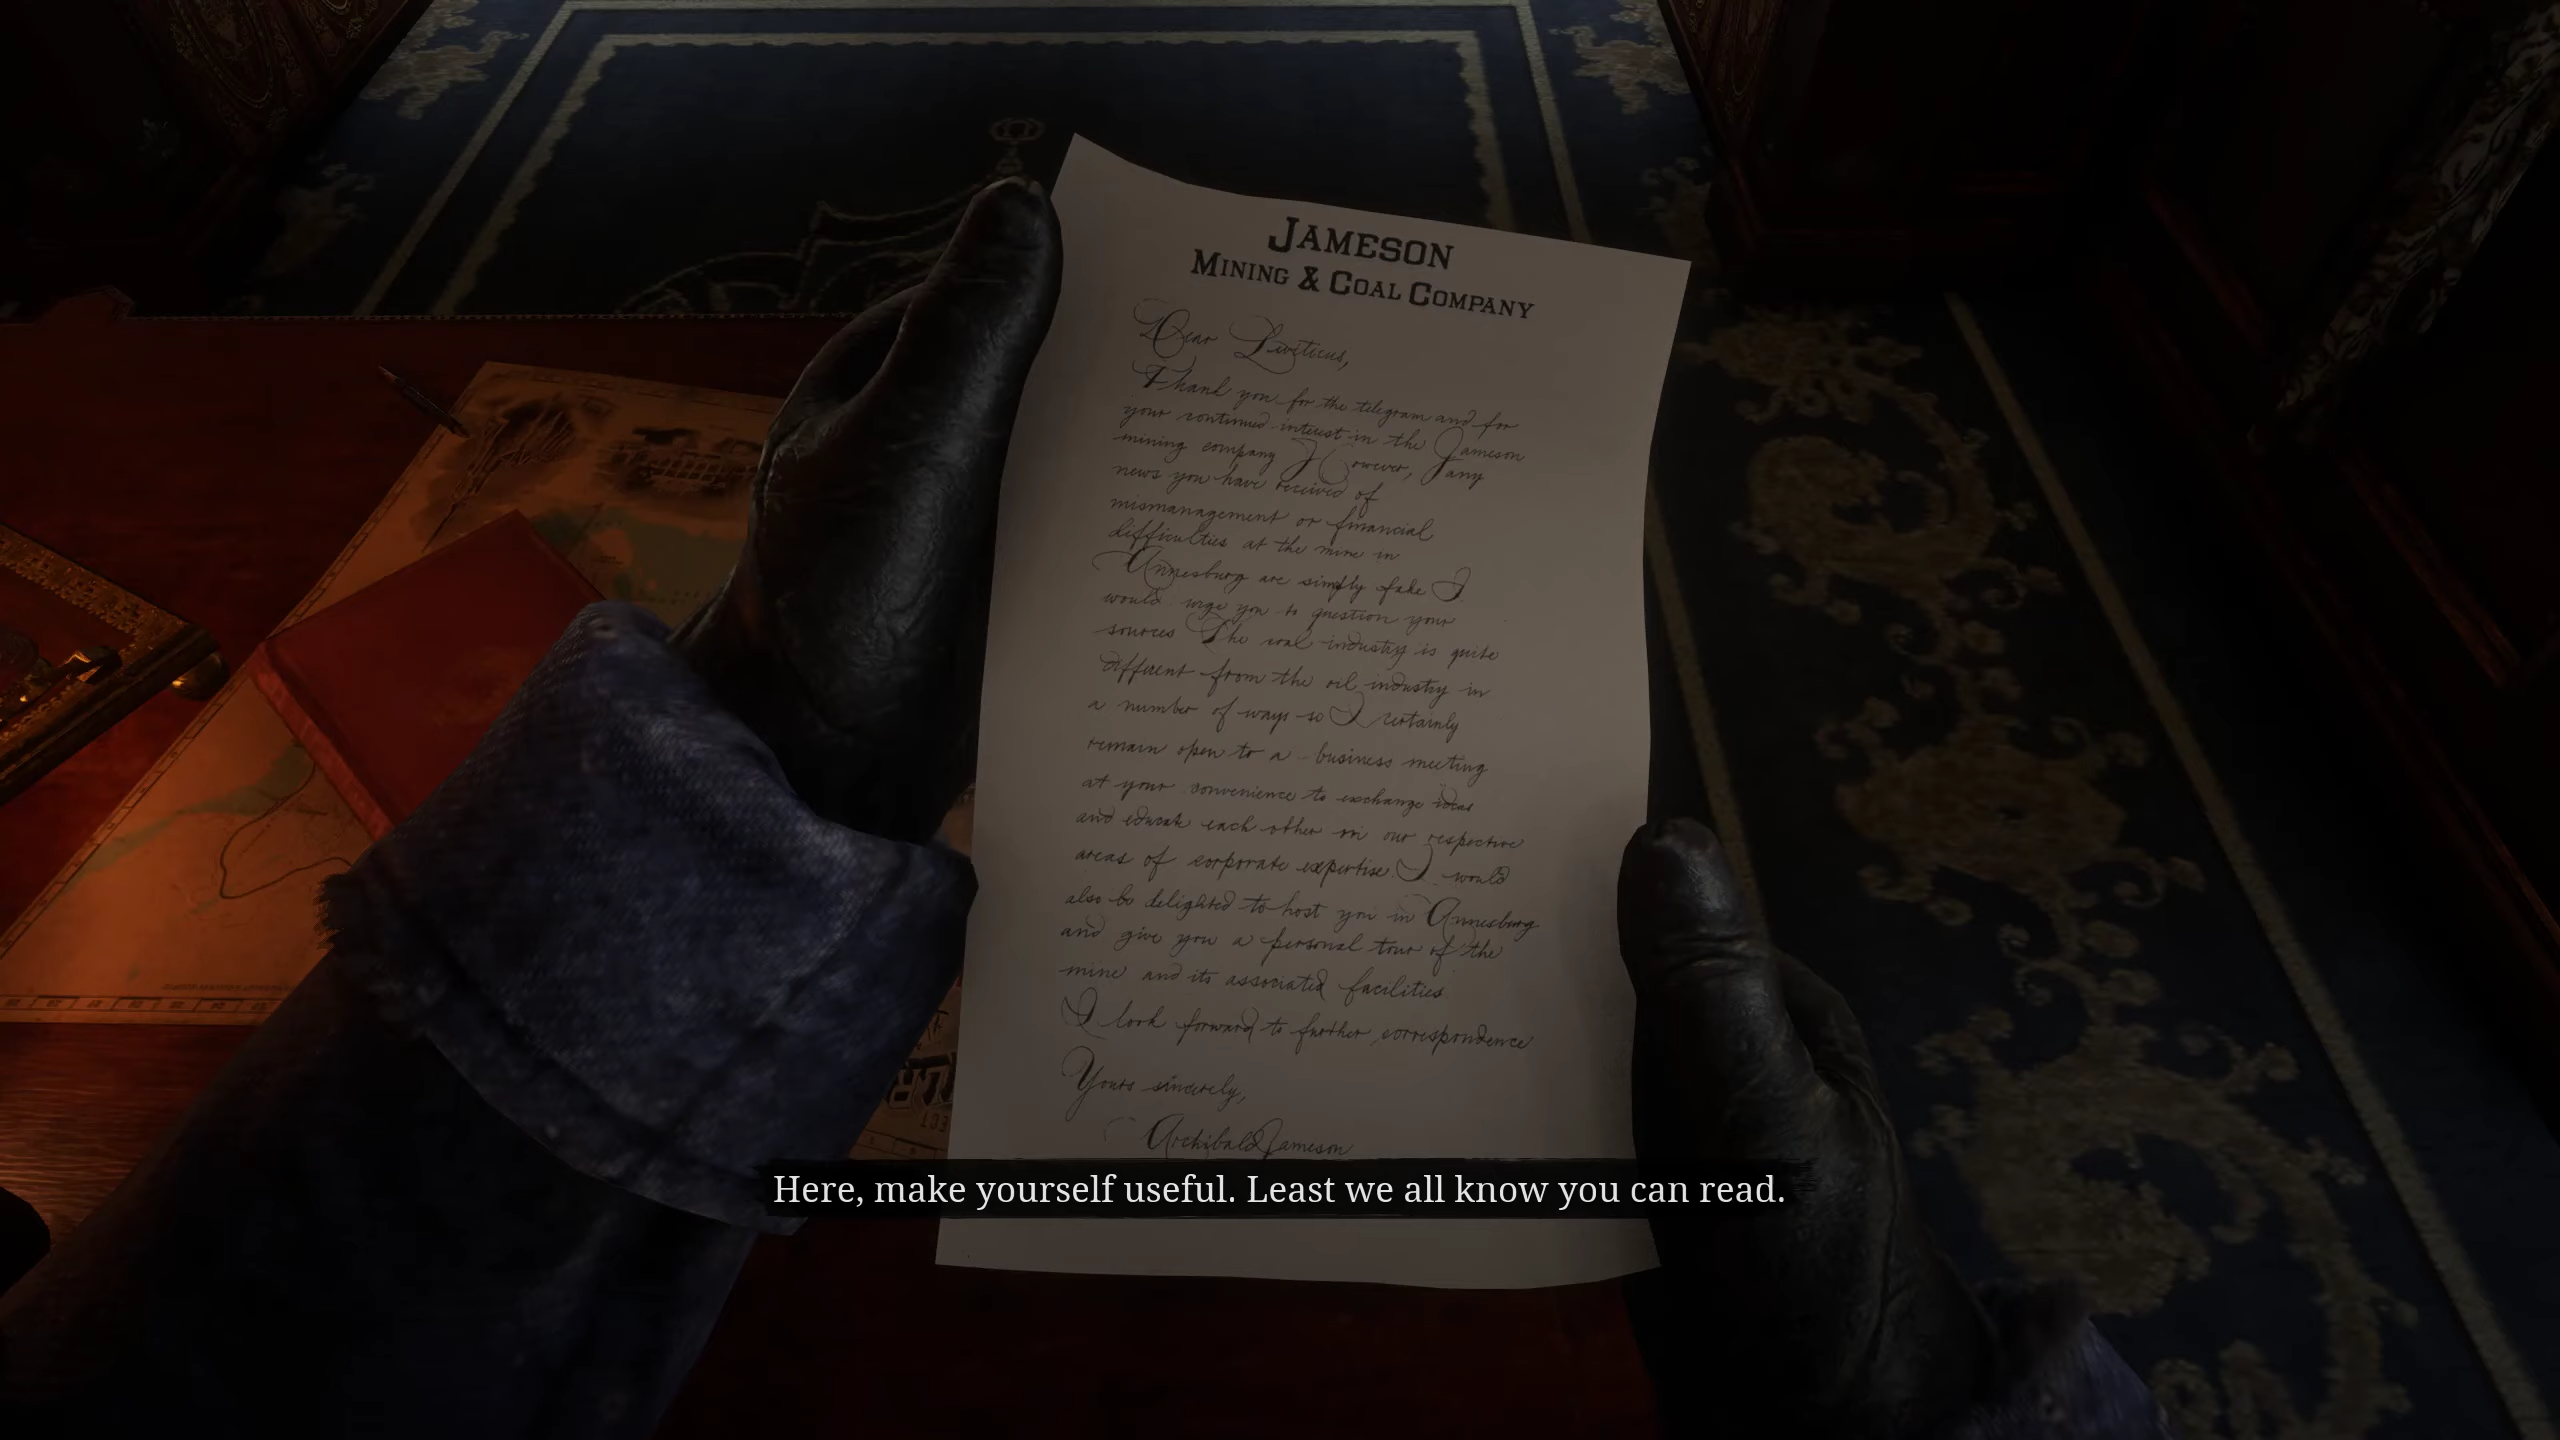 JAMESON
MINING & COAL COMPANY
Dear Leviticus,
Thank you for the telegram and for
your continued interest in the Jameson
mining company However, any
news you have received of
mismanagement or financial
difficulties at the mine in
Annesburg are simply fake I
would urge you to question your
sources The coal industry is quite
different from the oil industry in
a number of ways so I certainly
remain open to a business meeting
at your convenience to exchange ideas
and educate each other on our respective
areas of corporate expertise. I would
also be delighted to host you in Annesburg
and give you a personal tour of the
mine and its associated facilities.
I look forward to further correspondence
Yours sincerely,
Archibald Jameson
Here, make yourself useful. Least we all know you can read.